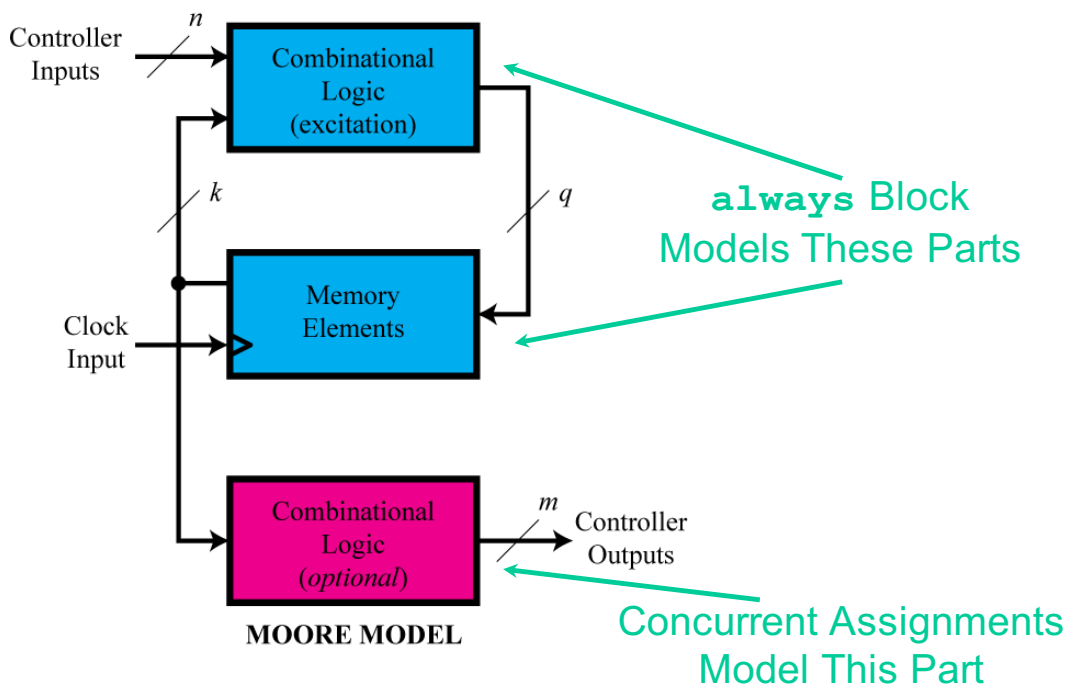 Controller
Inputs
n
Combinational
Logic
(excitation)
k
q
always Block
Models These Parts
Memory
Elements
Clock
Input
Combinational
Logic
(optional)
m
Controller
Outputs
MOORE MODEL
Concurrent Assignments
Model This Part